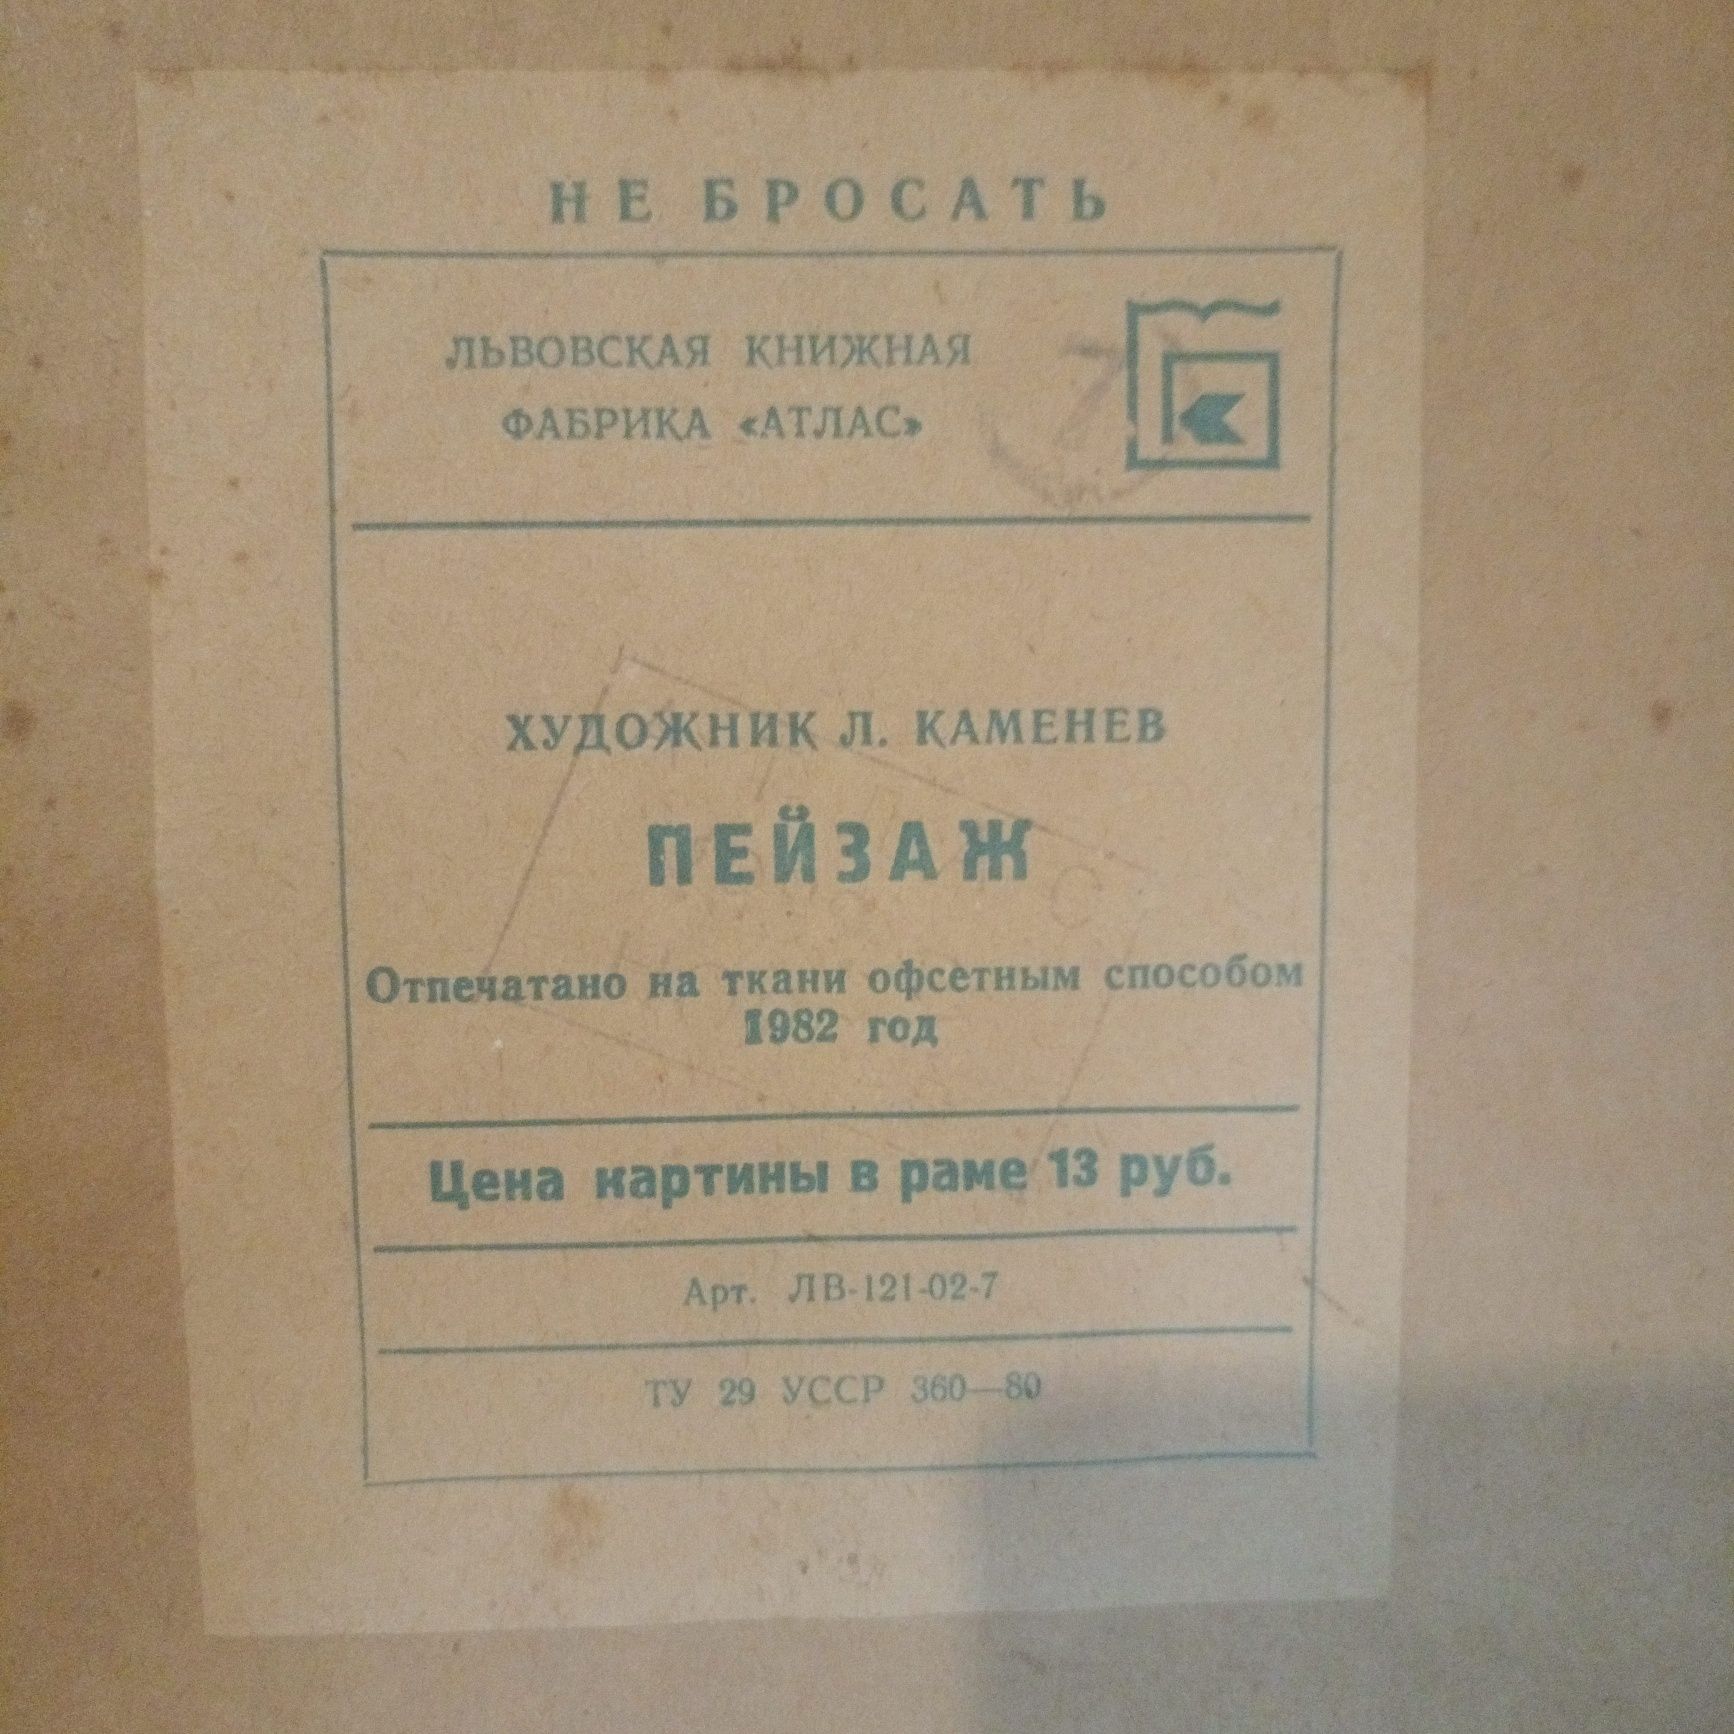 НЕ БРОСАТЬ
ЛЬВОВСКАЯ КНИЖНАЯ
ФАБРИКА «АТЛАС»
ХУДОЖНИК Л. КАМЕНЕВ
ПЕЙЗАЖ
Отпечатано на ткани офсетным способом
1982 год
Цена картины в раме 13 руб.
Арт. ЛВ-121-02-7
ТУ 29 УССР 360—80